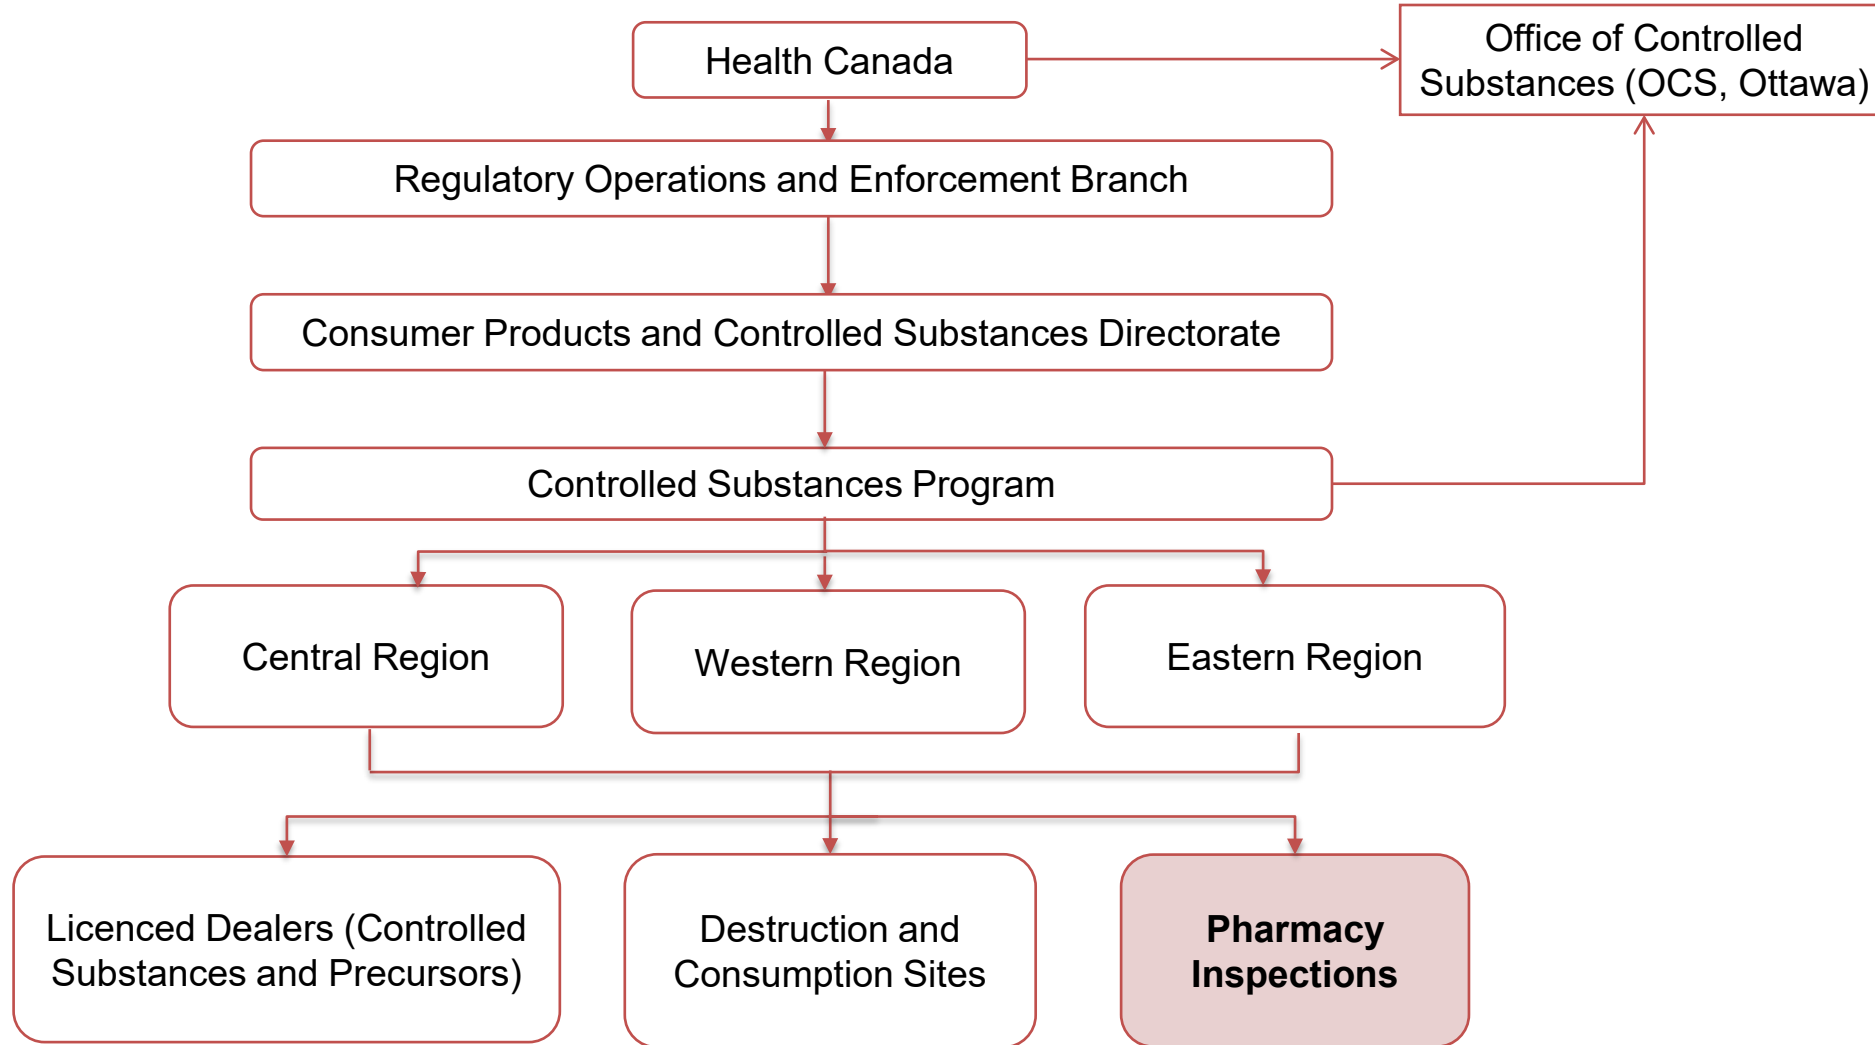 Health Canada
Office of Controlled
Substances (OCS, Ottawa)
Regulatory Operations and Enforcement Branch
Consumer Products and Controlled Substances Directorate
Controlled Substances Program
Central Region
Western Region
Eastern Region
Licenced Dealers (Controlled
Substances and Precursors)
Destruction and
Consumption Sites
Pharmacy
Inspections